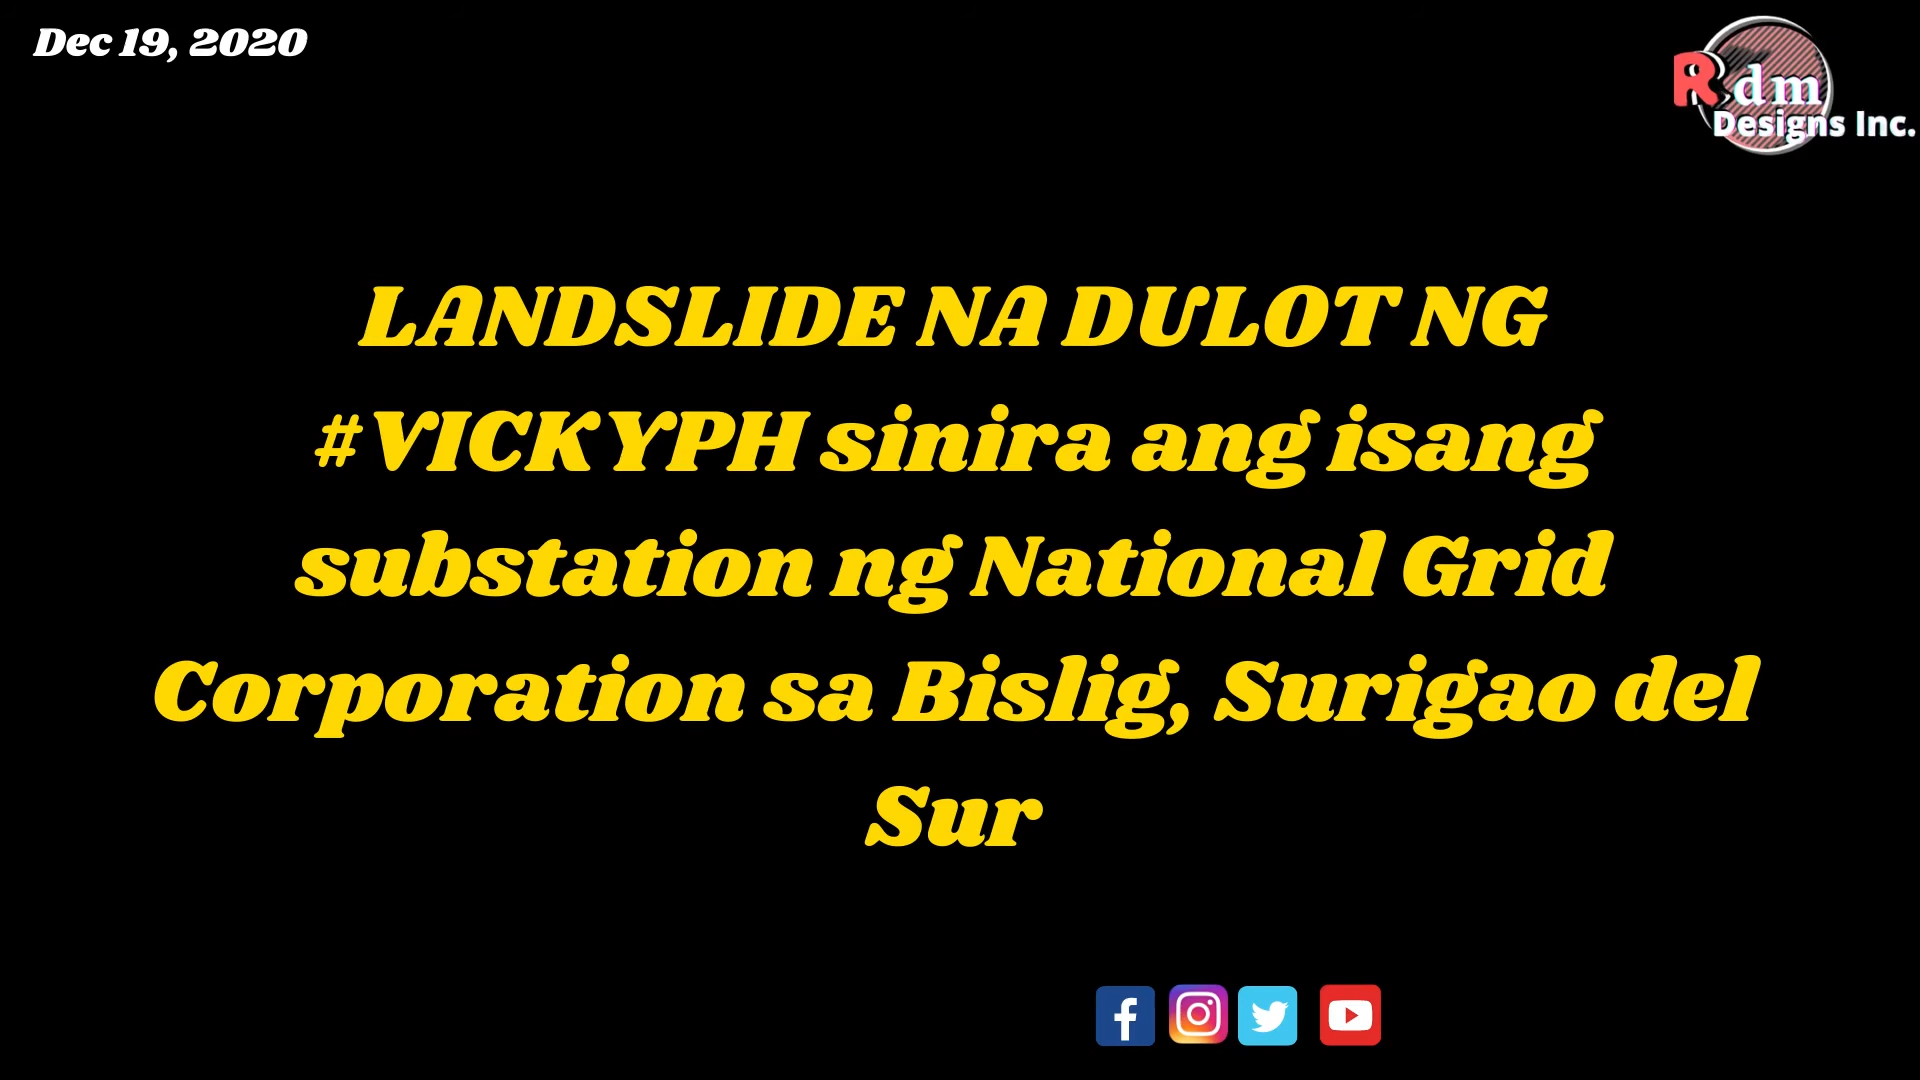 Dec 19, 2020
Rdm
Designs Inc.
LANDSLIDE NA DULOT NG
#VICKYPH sinira ang isang
substation ng National Grid
Corporation sa Bislig, Surigao del
Sur